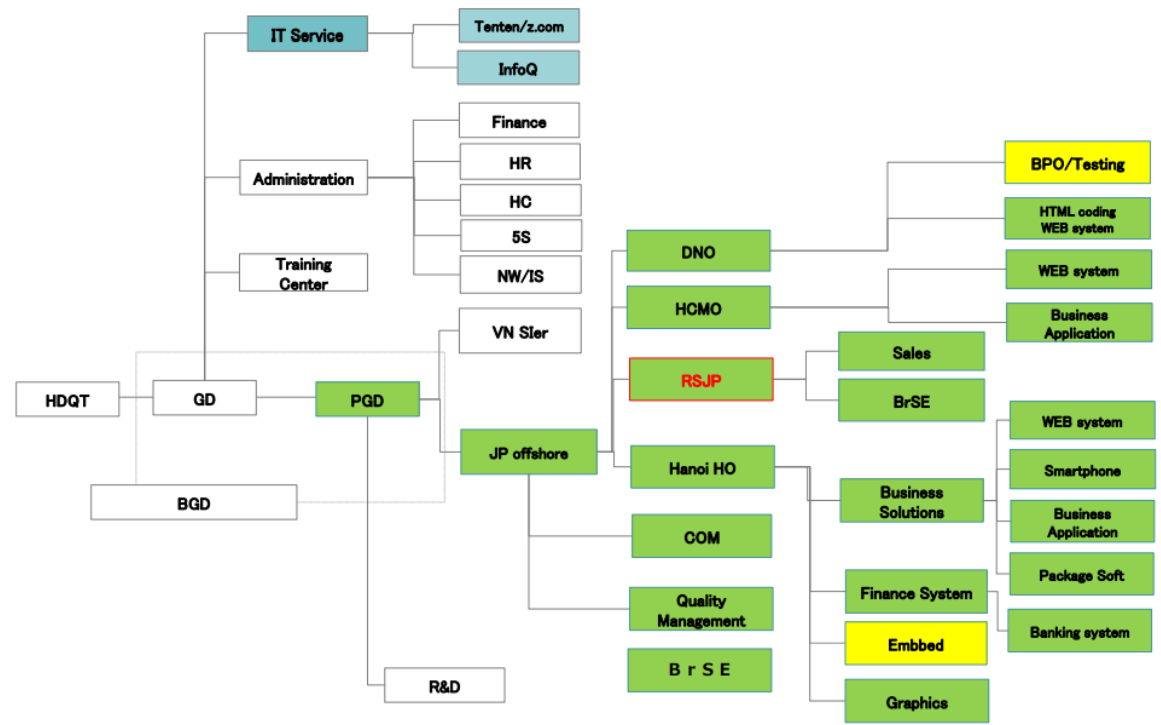 IT Service
Tenten/z.com
InfoQ
Administration
Finance
HR
HC
5S
NW/IS
Training
Center
VN SIer
HDQT
GD
PGD
BGD
JP offshore
R&D
DNO
HCMO
RSJP
Hanoi HO
COM
Quality
Management
B r S E
BPO/Testing
HTML coding
WEB system
WEB system
Business
Application
Sales
BrSE
Business
Solutions
WEB system
Smartphone
Business
Application
Package Soft
Finance System
Banking system
Embbed
Graphics